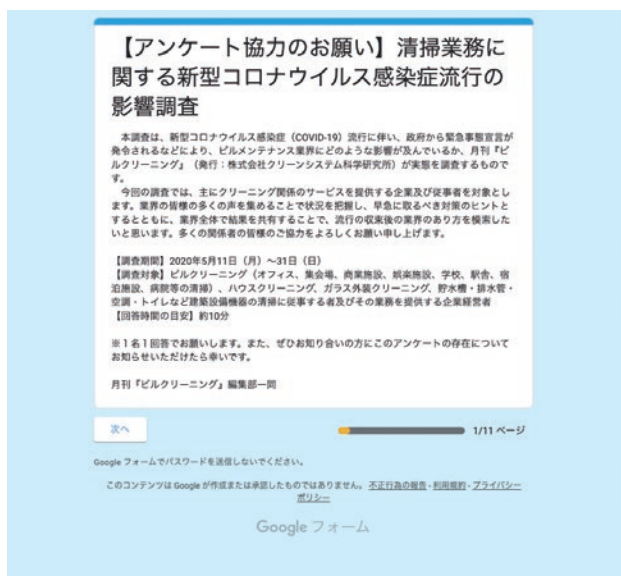 【アンケート協力のお願い】清掃業務に
関する新型コロナウイルス感染症流行の
影響調査
本調査は、新型コロナウイルス感染症（COVID-19）流行に伴い、政府から緊急事態宣言が
発令されるなどにより、ビルメンテナンス業界にどのような影響が及んでいるか、月刊『ビ
ルクリーニング』（発行：株式会社クリーンシステム科学研究所）が実態を調査するもので
す。
今回の調査では、主にクリーニング関係のサービスを提供する企業及び従事者を対象とし
ます。業界の皆様の多くの声を集めることで状況を把握し、早急に取るべき対策のヒントと
するとともに、業界全体で結果を共有することで、流行の収束後の業界のあり方を模索した
いと思います。多くの関係者の皆様のご協力をよろしくお願い申し上げます。
【調査期間】2020年5月11日（月）～31日（日）
【調査対象】ビルクリーニング（オフィス、集会場、商業施設、娯楽施設、学校、駅舎、宿
泊施設、病院等の清掃）、ハウスクリーニング、ガラス外装クリーニング、貯水槽・排水管・
空調・トイレなど建築設備機器の清掃に従事する者及びその業務を提供する企業経営者
【回答時間の目安】約10分
※１名１回答でお願いします。また、ぜひお知り合いの方にこのアンケートの存在について
お知らせいただけたら幸いです。
月刊『ビルクリーニング』編集部一同
次へ
1/11 ページ
Google フォームでパスワードを送信しないでください。
このコンテンツは Google が作成または承認したものではありません。 不正行為の報告 - 利用規約 - プライバシー
ポリシー
Google フォーム